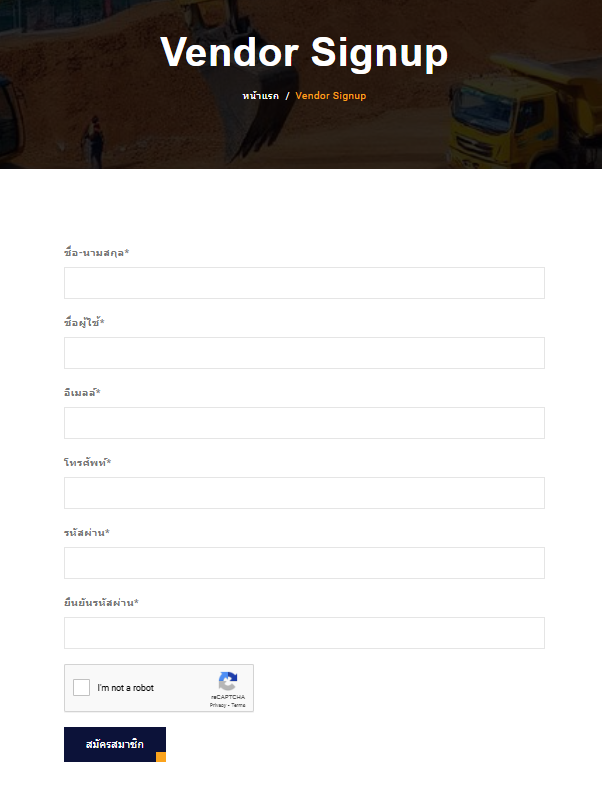 Vendor Signup
หน้าแรก / Vendor Signup
ชื่อ-นามสกุล*
ชื่อผู้ใช้*
อีเมลล์*
โทรศัพท์*
รหัสผ่าน*
ยืนยันรหัสผ่าน*
I'm not a robot
reCAPTCHA
Privacy - Terms
สมัครสมาชิก